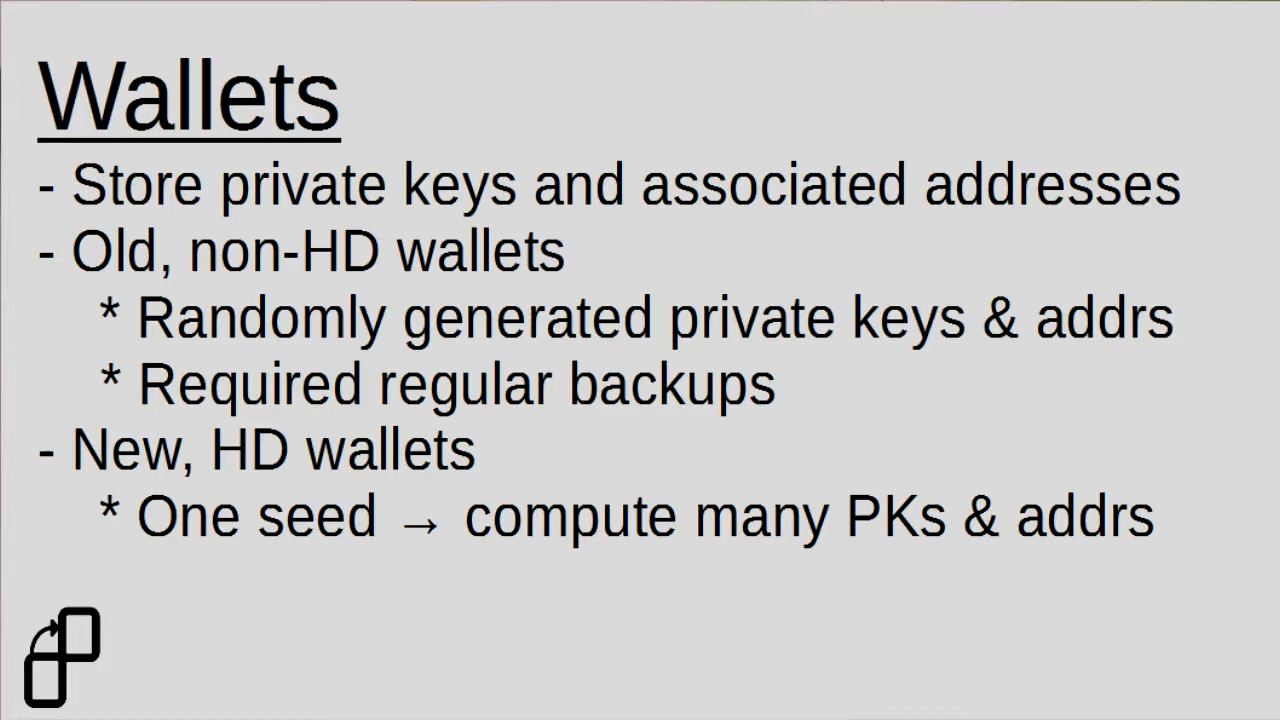 Wallets
- Store private keys and associated addresses
- Old, non-HD wallets
* Randomly generated private keys & addrs
* Required regular backups
- New, HD wallets
* One seed → compute many PKs & addrs